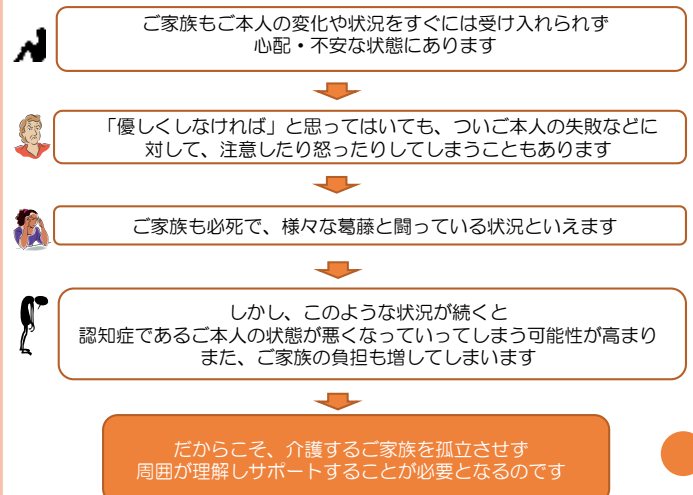 ご家族もご本人の変化や状況をすぐには受け入れられず
心配・不安な状態にあります
「優しくしなければ」と思ってはいても、ついご本人の失敗などに
対して、注意したり怒ったりしてしまうこともあります
ご家族も必死で、様々な葛藤と闘っている状況といえます
しかし、このような状況が続くと
認知症であるご本人の状態が悪くなっていってしまう可能性が高まり
また、ご家族の負担も増してしまいます
だからこそ、介護するご家族を孤立させず
周囲が理解しサポートすることが必要となるのです